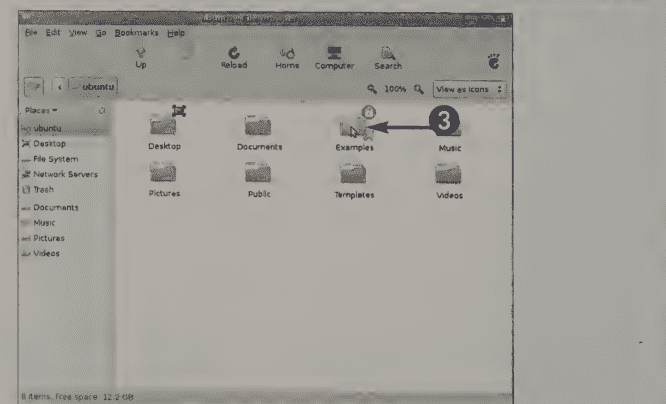 File Edit View Go Bookmarks Help
Up Reload Home Computer Search
ubuntu 100% View as Icons
Places
ubuntu
Desktop
File System
Network Servers
Trash
Documents
Music
Pictures
Videos
Desktop Documents Examples Music
3
Pictures Public Templates Videos
8 items, Free space: 12.2 GB